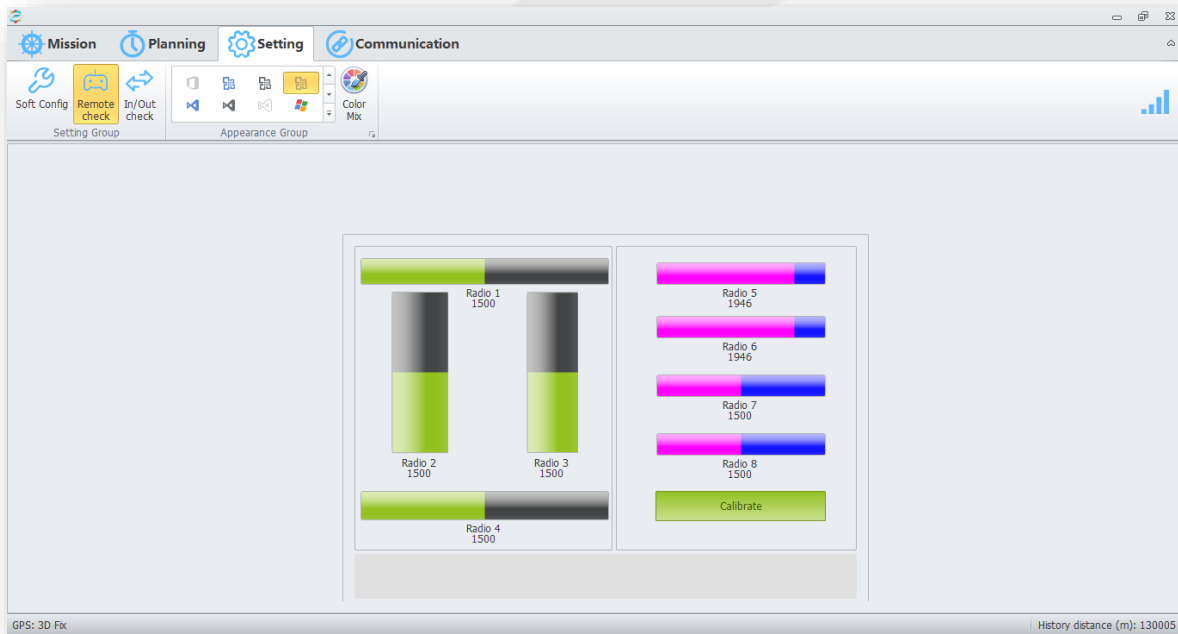 Mission
Planning
Setting
Communication
Soft Config
Remote
check
In/Out
check
Color
Mix
Setting Group
Appearance Group
Radio 1
1500
Radio 2
1500
Radio 3
1500
Radio 4
1500
Radio 5
1946
Radio 6
1946
Radio 7
1500
Radio 8
1500
Calibrate
GPS: 3D Fix
History distance (m): 130005